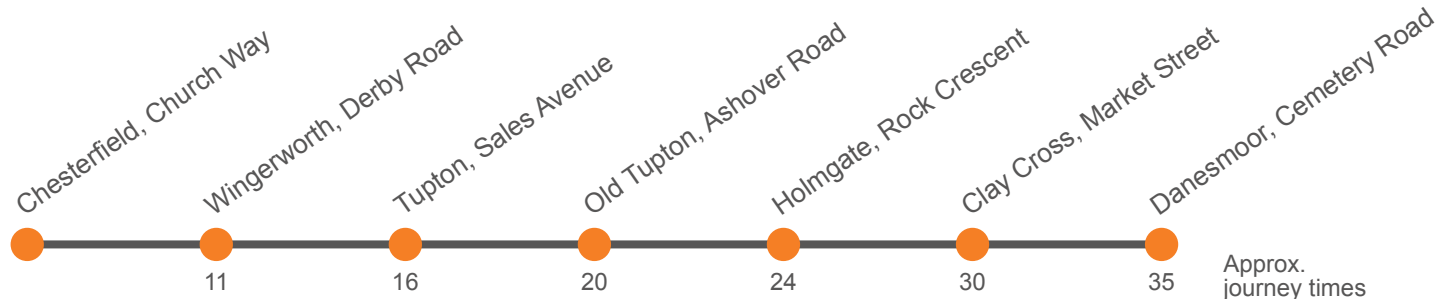 Chesterfield, Church Way
Wingerworth, Derby Road
Tupton, Sales Avenue
Old Tupton, Ashover Road
Holmgate, Rock Crescent
Clay Cross, Market Street
Danesmoor, Cemetery Road
11
16
20
24
30
35
Approx.
journey times